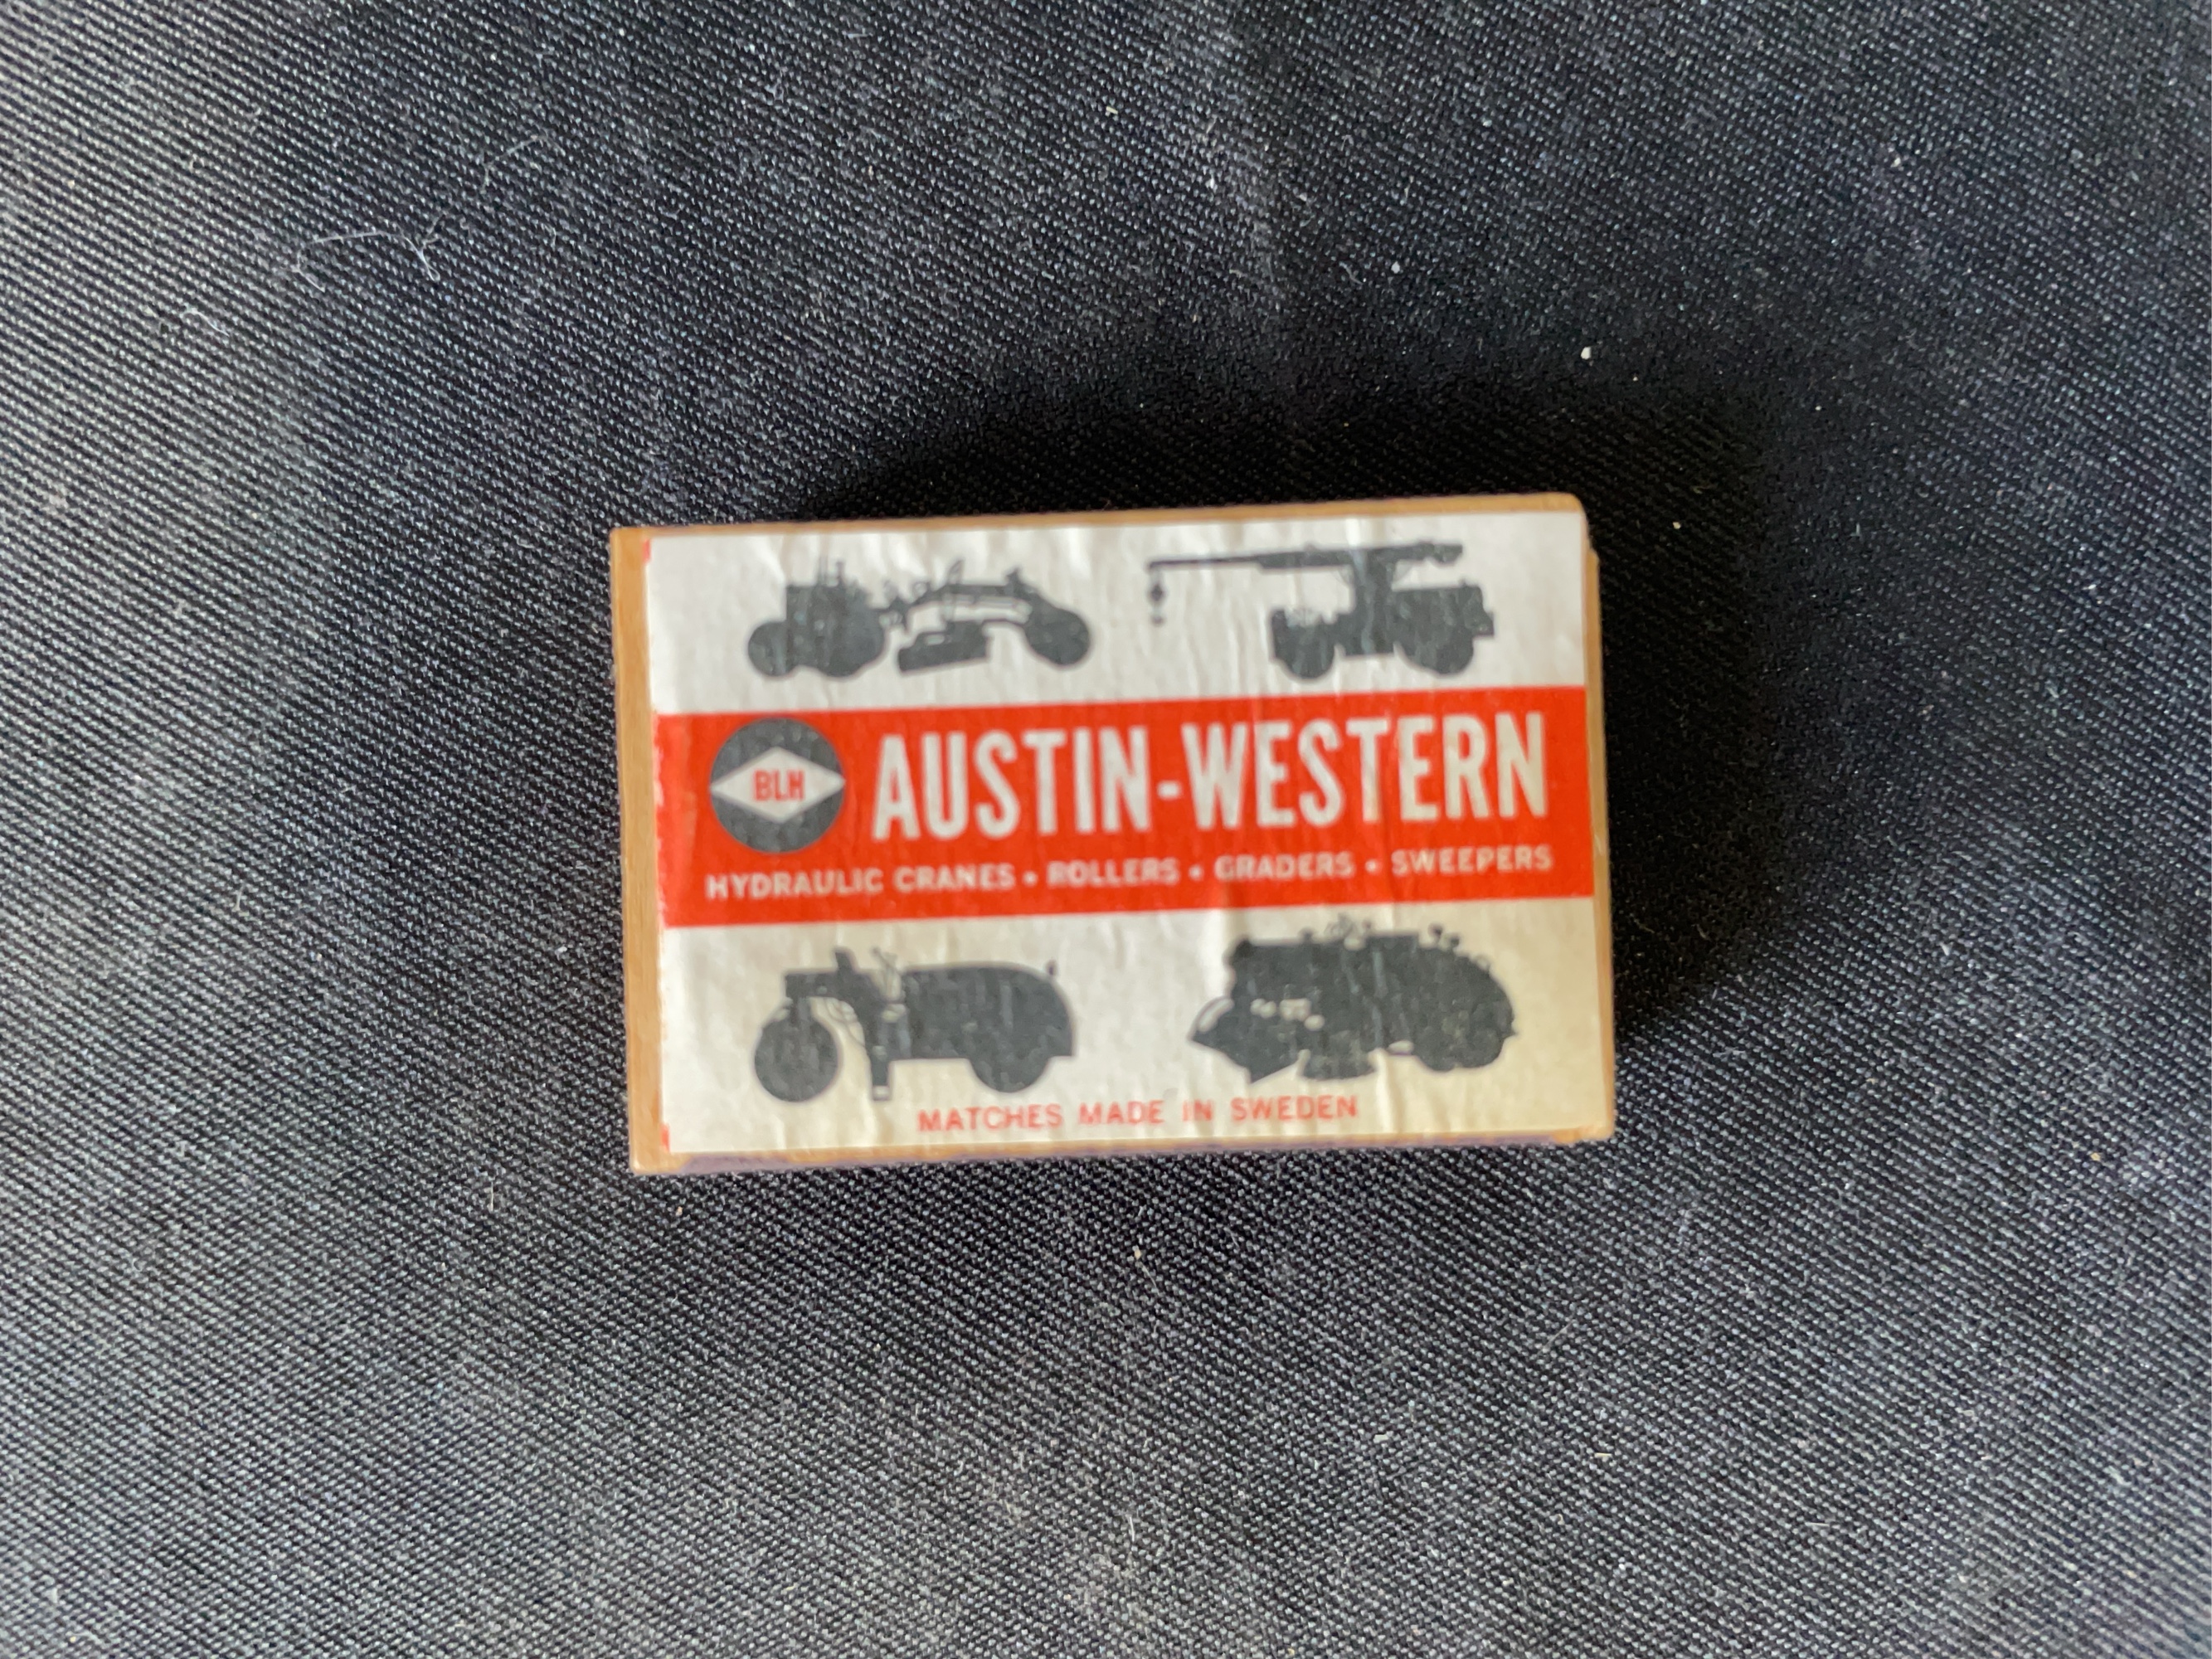 BLH
AUSTIN-WESTERN
HYDRAULIC CRANES • ROLLERS • GRADERS • SWEEPERS
MATCHES MADE IN SWEDEN